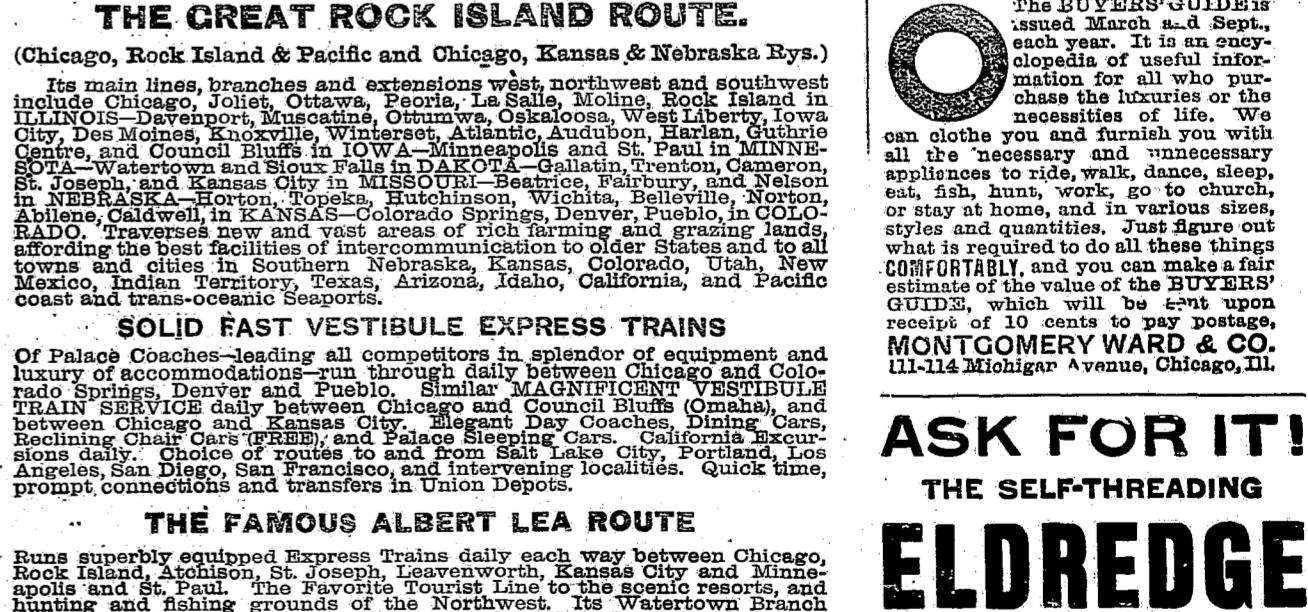 THE GREAT ROCK ISLAND ROUTE.
(Chicago, Rock Island & Pacific and Chicago, Kansas & Nebraska Rys.)
Its main lines, branches and extensions west, northwest and southwest
include Chicago, Joliet, Ottawa, Peoria, La Salle, Moline, Rock Island in
ILLINOIS—Davenport, Muscatine, Ottumwa, Oskaloosa, West Liberty, Iowa
City, Des Moines, Knoxville, Winterset, Atlantic, Audubon, Harlan, Guthrie
Centre, and Council Bluffs in IOWA—Minneapolis and St. Paul in MINNE-
SOTA—Watertown and Sioux Falls in DAKOTA—Gallatin, Trenton, Cameron,
St. Joseph, and Kansas City in MISSOURI—Beatrice, Fairbury, and Nelson
in NEBRASKA—Horton, Topeka, Hutchinson, Wichita, Belleville, Norton,
Abilene, Caldwell, in KANSAS—Colorado Springs, Denver, Pueblo, in COLO-
RADO. Traverses new and vast areas of rich farming and grazing lands,
affording the best facilities of intercommunication to older States and to all
towns and cities in Southern Nebraska, Kansas, Colorado, Utah, New
Mexico, Indian Territory, Texas, Arizona, Idaho, California, and Pacific
coast and trans-oceanic Seaports.
SOLID FAST VESTIBULE EXPRESS TRAINS
Of Palace Coaches—leading all competitors in splendor of equipment and
luxury of accommodations—run through daily between Chicago and Colo-
rado Springs, Denver and Pueblo. Similar MAGNIFICENT VESTIBULE
TRAIN SERVICE daily between Chicago and Council Bluffs (Omaha), and
between Chicago and Kansas City. Elegant Day Coaches, Dining Cars,
Reclining Chair Cars (FREE), and Palace Sleeping Cars. California Excur-
sions daily. Choice of routes to and from Salt Lake City, Portland, Los
Angeles, San Diego, San Francisco, and intervening localities. Quick time,
prompt connections and transfers in Union Depots.
THE FAMOUS ALBERT LEA ROUTE
Runs superbly equipped Express Trains daily each way between Chicago,
Rock Island, Atchison, St. Joseph, Leavenworth, Kansas City and Minne-
apolis and St. Paul. The Favorite Tourist Line to the scenic resorts, and
hunting and fishing grounds of the Northwest. Its Watertown Branch
The BUYERS' GUIDE is
issued March and Sept.,
each year. It is an ency-
clopedia of useful infor-
mation for all who pur-
chase the luxuries or the
necessities of life. We
can clothe you and furnish you with
all the necessary and unnecessary
appliances to ride, walk, dance, sleep,
eat, fish, hunt, work, go to church,
or stay at home, and in various sizes,
styles and quantities. Just figure out
what is required to do all these things
COMFORTABLY, and you can make a fair
estimate of the value of the BUYERS'
GUIDE, which will be sent upon
receipt of 10 cents to pay postage,
MONTGOMERY WARD & CO.
111-114 Michigan Avenue, Chicago, Ill.
ASK FOR IT!
THE SELF-THREADING
ELDREDGE